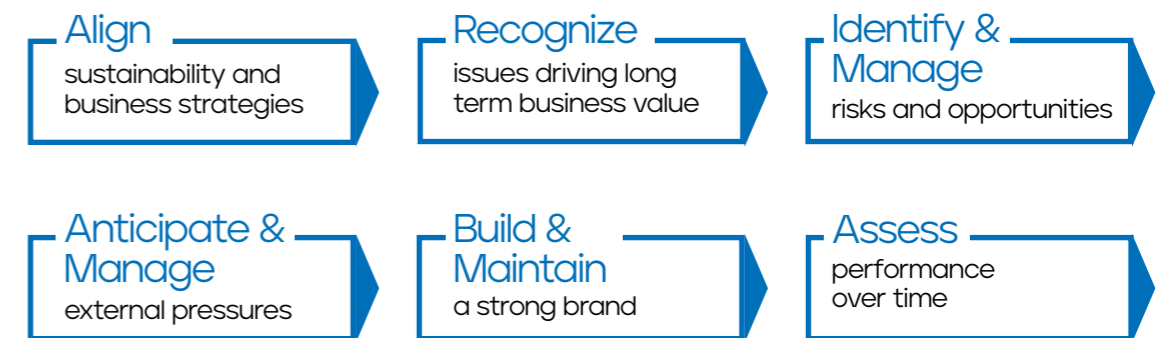 Align
sustainability and
business strategies
Recognize
issues driving long
term business value
Identify &
Manage
risks and opportunities
Anticipate &
Manage
external pressures
Build &
Maintain
a strong brand
Assess
performance
over time